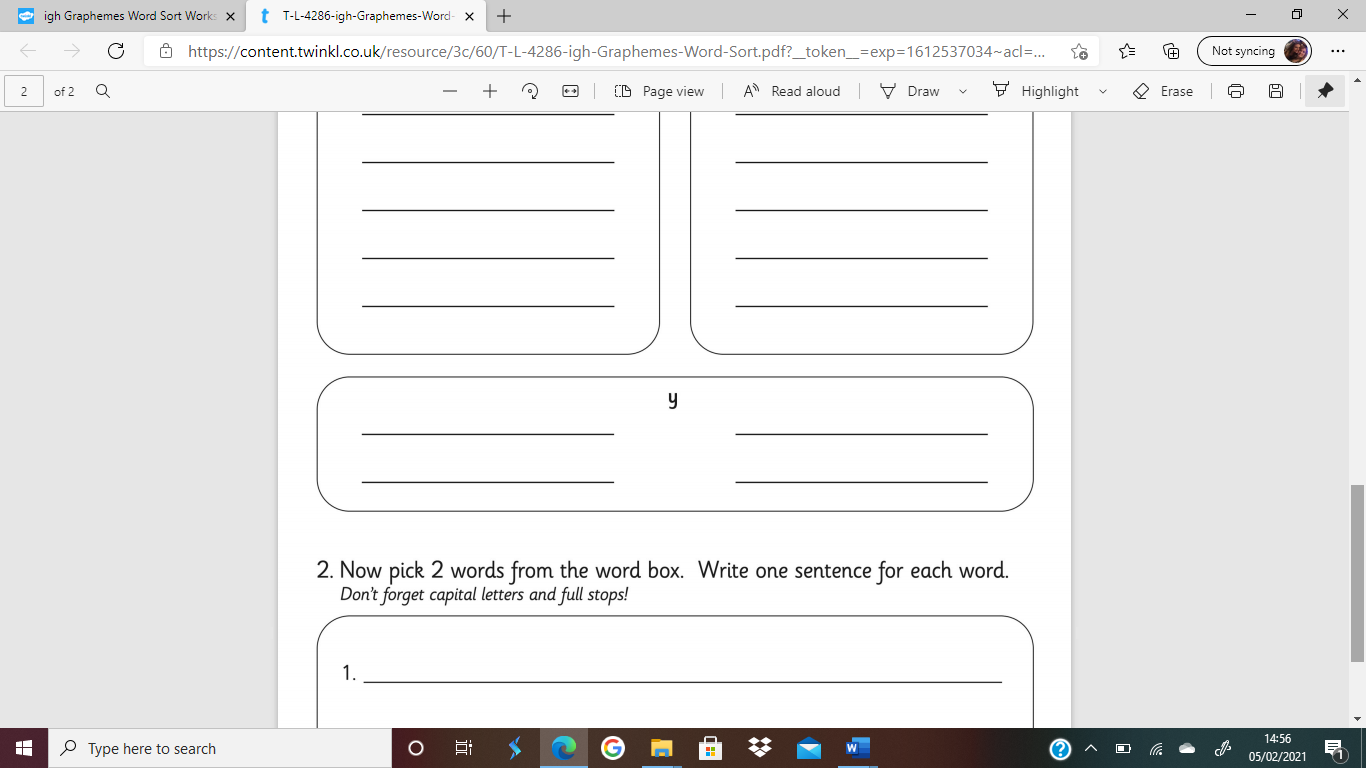 igh Graphemes Word Sort Works
T-L-4286-igh-Graphemes-Word-
https://content.twinkl.co.uk/resource/3c/60/T-L-4286-igh-Graphemes-Word-Sort.pdf?__token__=exp=1612537034~acl=...
Not syncing
2 of 2
Page view
Read aloud
Draw
Highlight
Erase
y
2. Now pick 2 words from the word box. Write one sentence for each word.
Don't forget capital letters and full stops!
1.
Type here to search
14:56
05/02/2021
1